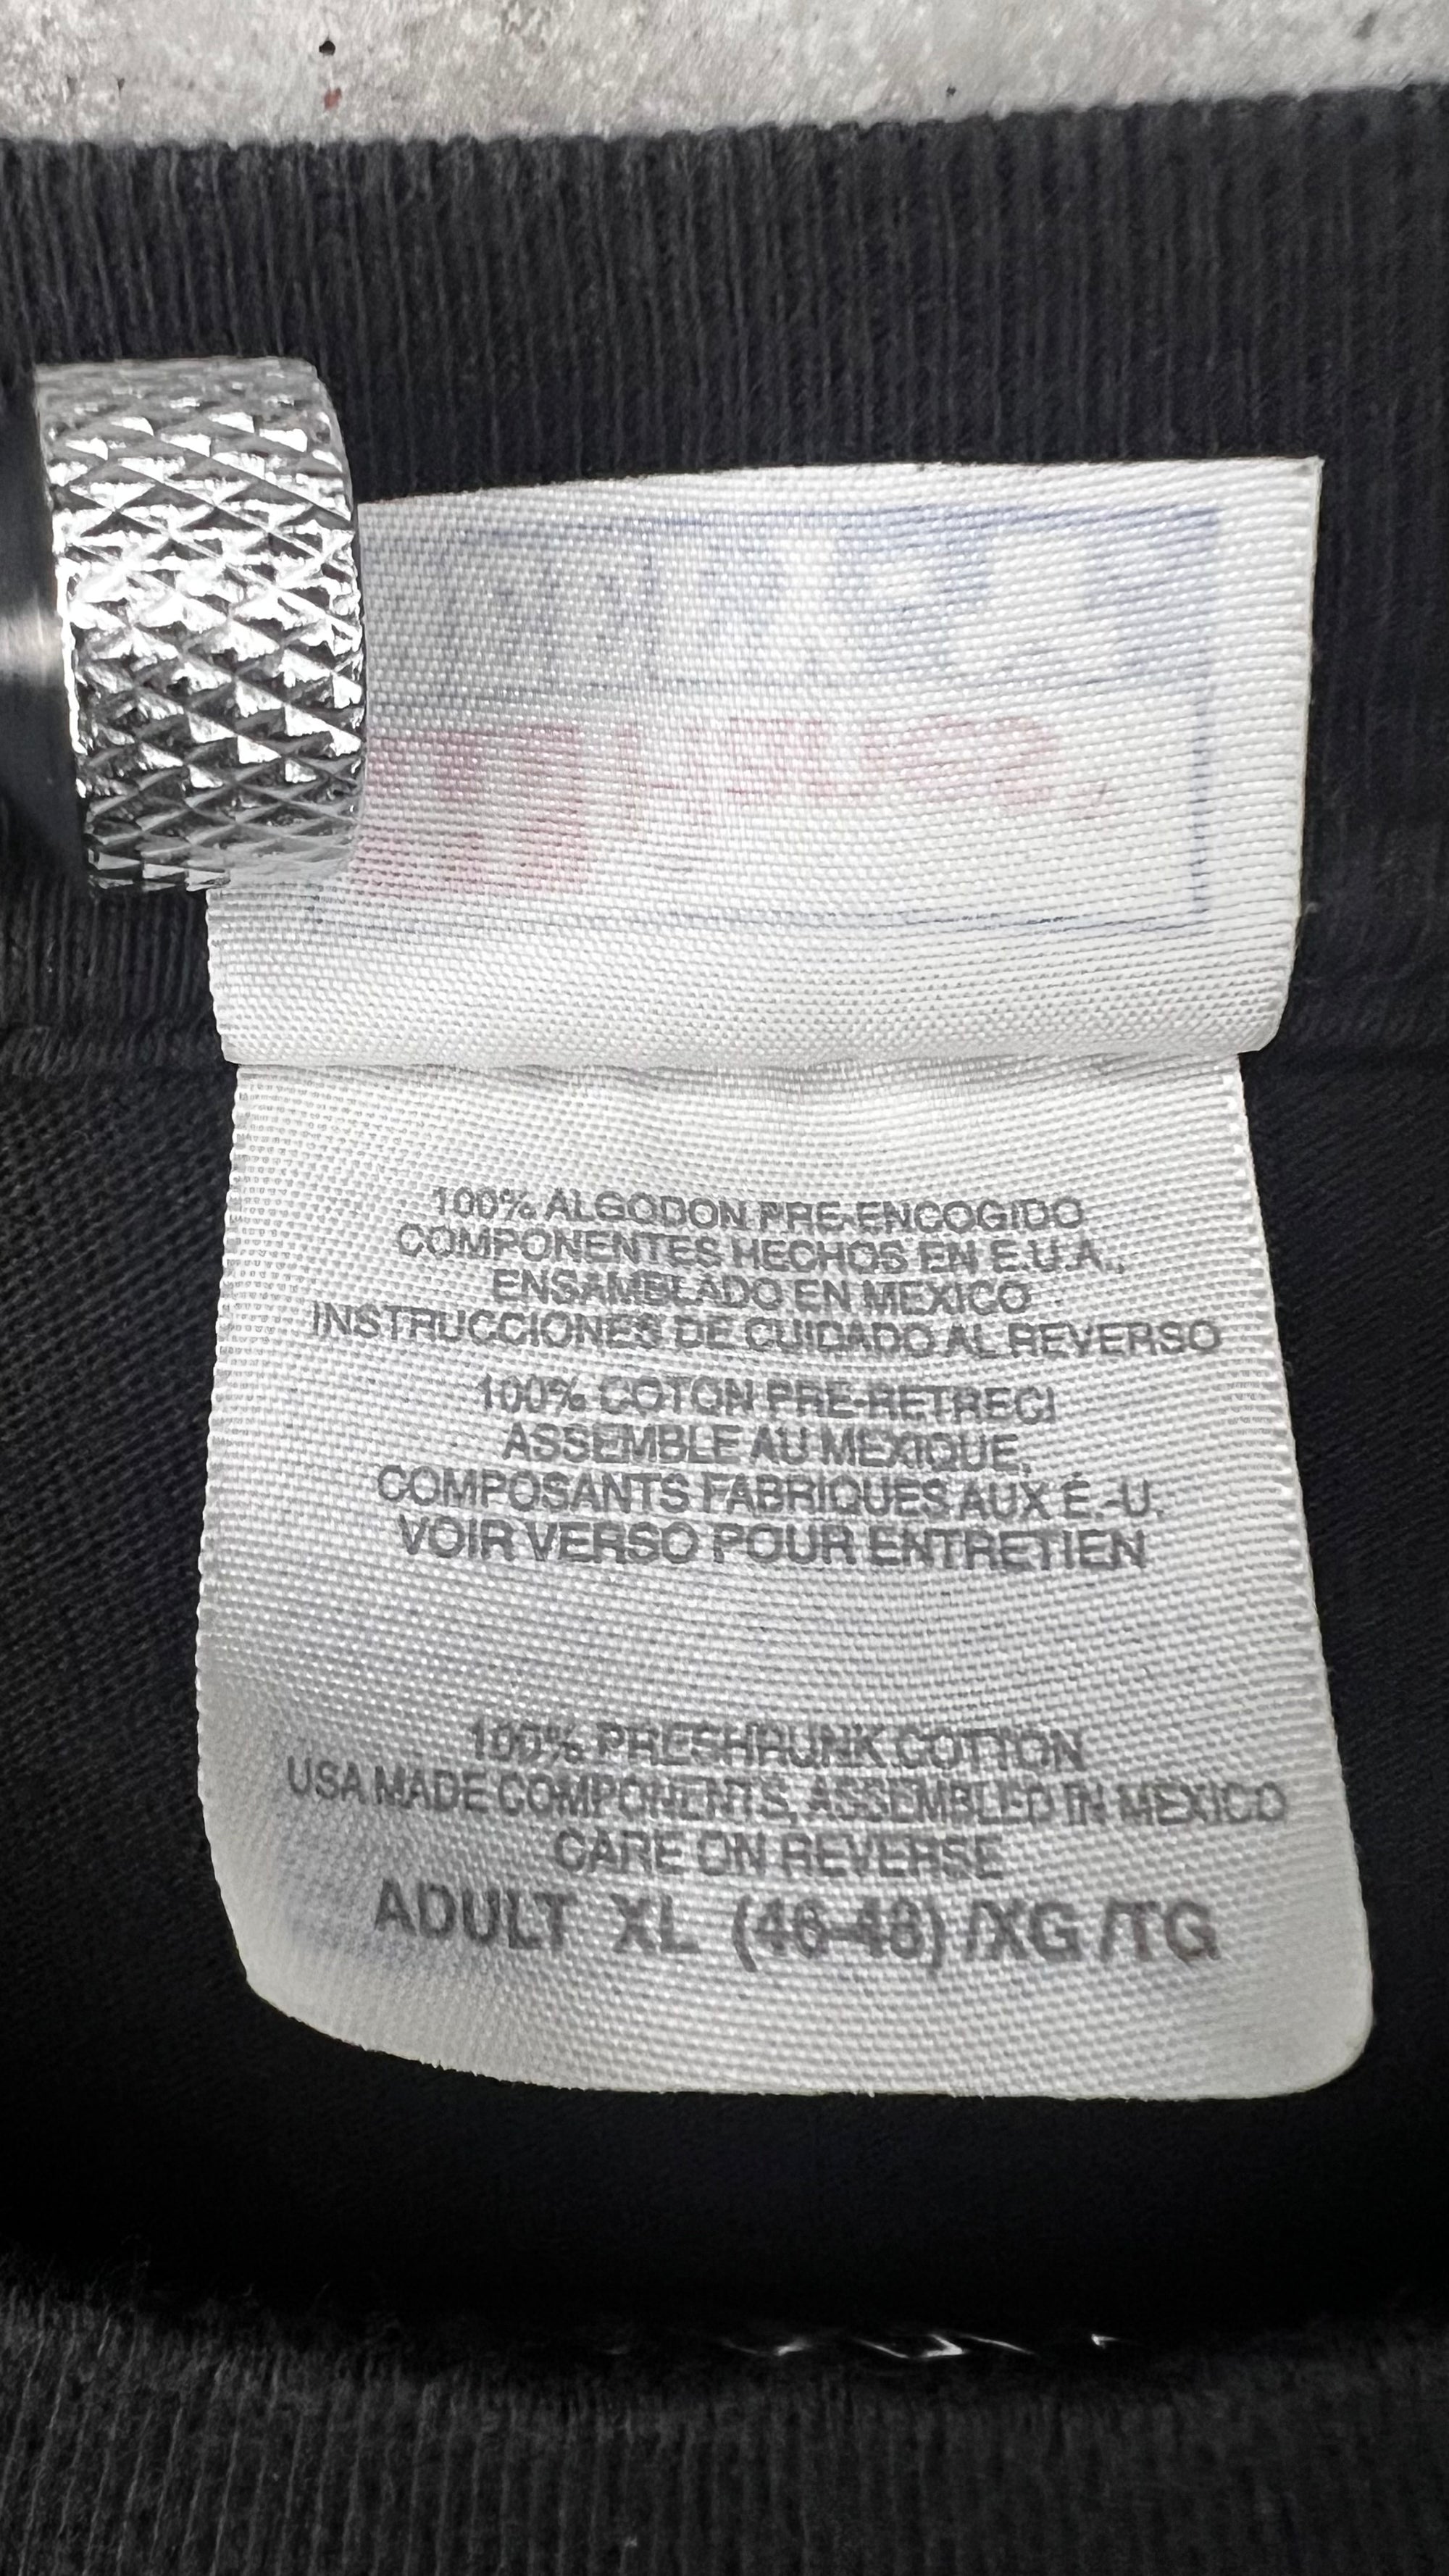 100% ALGODON PRE-ENCOGIDO
COMPONENTES HECHOS EN E.U.A.,
ENSAMBLADO EN MEXICO
INSTRUCCIONES DE CUIDADO AL REVERSO
100% COTON PRE-RETRECI
ASSEMBLE AU MEXIQUE,
COMPOSANTS FABRIQUES AUX É.-U.
VOIR VERSO POUR ENTRETIEN
100% PRESHRUNK COTTON
USA MADE COMPONENTS, ASSEMBLED IN MEXICO
CARE ON REVERSE
ADULT XL (46-48) /XG /TG